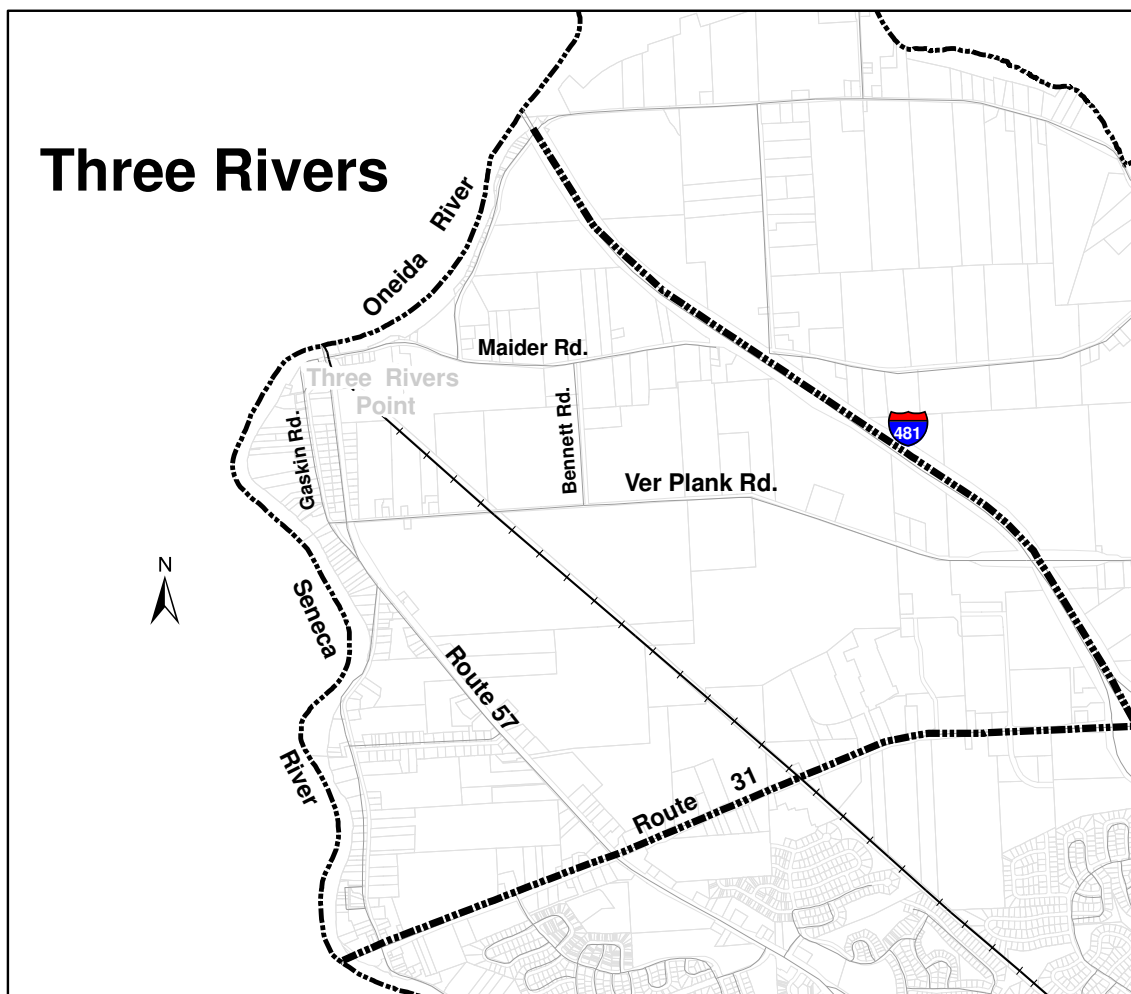 Three Rivers
Oneida River
Maider Rd.
Three Rivers
Point
Gaskin Rd.
Bennett Rd.
481
Ver Plank Rd.
N
Seneca
River
Route 57
Route 31